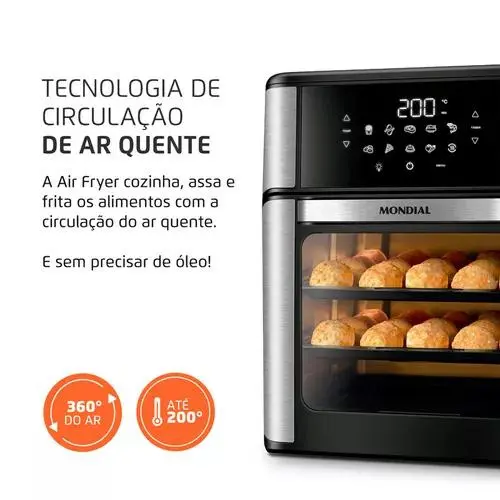 TECNOLOGIA DE
CIRCULAÇÃO
DE AR QUENTE
A Air Fryer cozinha, assa e
frita os alimentos com a
circulação do ar quente.
E sem precisar de óleo!
360°
DO AR
ATÉ
200°
200
°C
MONDIAL